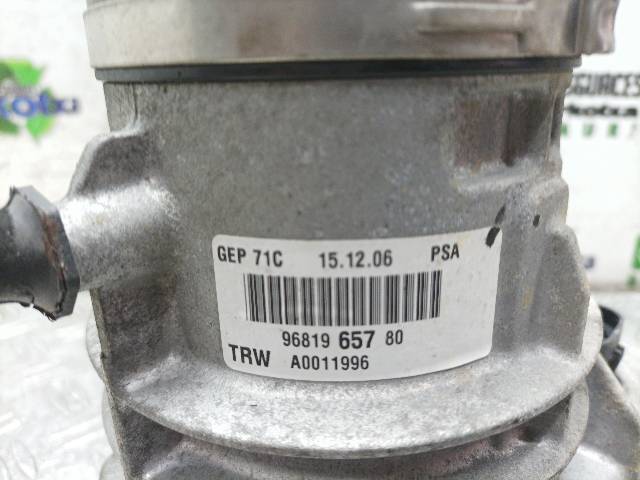 GEP 71C 15.12.06 PSA
96819 657 80
TRW A0011996